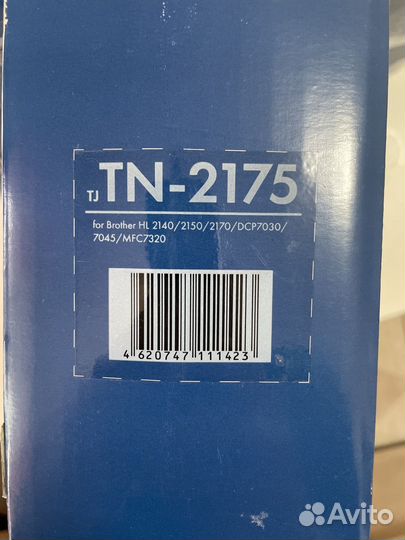 TJ TN-2175
for Brother HL 2140/2150/2170/DCP7030/
7045/MFC7320
4 620747 111423
Avito